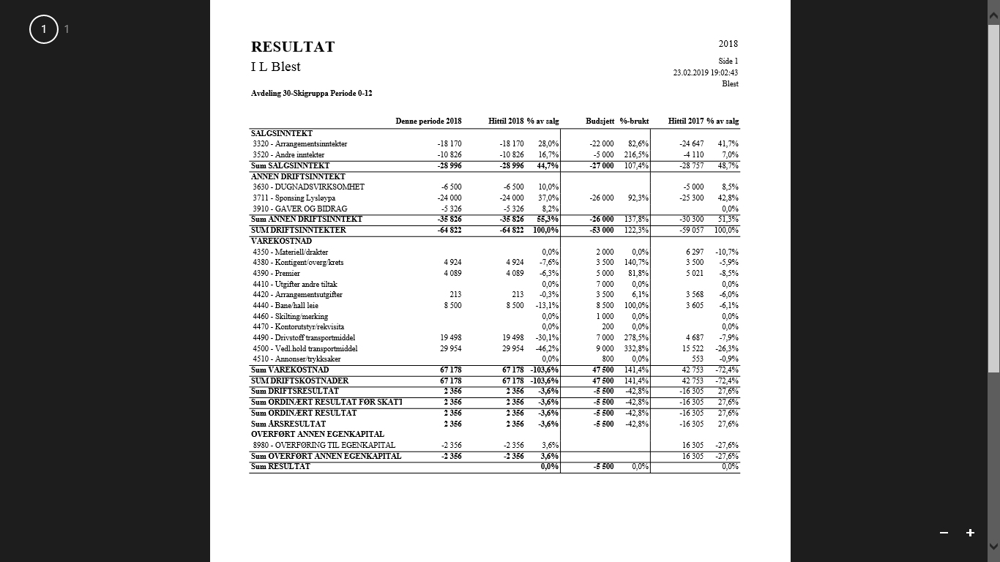 1 1
RESULTAT 2018
I L Blest Side 1
23.02.2019 19:02:43
Blest
Avdeling 30-Skigruppa Periode 0-12
Denne periode 2018 Hittil 2018 % av salg Budsjett %-brukt Hittil 2017 % av salg
SALGSINNTEKT
3320 - Arrangementsinntekter -18 170 -18 170 28,0% -22 000 82,6% -24 647 41,7%
3520 - Andre inntekter -10 826 -10 826 16,7% -5 000 216,5% -4 110 7,0%
Sum SALGSINNTEKT -28 996 -28 996 44,7% -27 000 107,4% -28 757 48,7%
ANNEN DRIFTSINNTEKT
3630 - DUGNADSVIRKSOMHET -6 500 -6 500 10,0% -5 000 8,5%
3711 - Sponsing Lysløypa -24 000 -24 000 37,0% -26 000 92,3% -25 300 42,8%
3910 - GAVER OG BIDRAG -5 326 -5 326 8,2% 0,0%
Sum ANNEN DRIFTSINNTEKT -35 826 -35 826 55,3% -26 000 137,8% -30 300 51,3%
SUM DRIFTSINNTEKTER -64 822 -64 822 100,0% -53 000 122,3% -59 057 100,0%
VAREKOSTNAD
4350 - Materiell/drakter 0,0% 2 000 0,0% 6 297 -10,7%
4380 - Kontigent/overg/krets 4 924 4 924 -7,6% 3 500 140,7% 3 500 -5,9%
4390 - Premier 4 089 4 089 -6,3% 5 000 81,8% 5 021 -8,5%
4410 - Utgifter andre tiltak 0,0% 7 000 0,0% 0,0%
4420 - Arrangementsutgifter 213 213 -0,3% 3 500 6,1% 3 568 -6,0%
4440 - Bane/hall leie 8 500 8 500 -13,1% 8 500 100,0% 3 605 -6,1%
4460 - Skilting/merking 0,0% 1 000 0,0% 0,0%
4470 - Kontorutstyr/rekvisita 0,0% 200 0,0% 0,0%
4490 - Drivstoff transportmiddel 19 498 19 498 -30,1% 7 000 278,5% 4 687 -7,9%
4500 - Vedl.hold transportmiddel 29 954 29 954 -46,2% 9 000 332,8% 15 522 -26,3%
4510 - Annonser/trykksaker 0,0% 800 0,0% 553 -0,9%
Sum VAREKOSTNAD 67 178 67 178 -103,6% 47 500 141,4% 42 753 -72,4%
SUM DRIFTSKOSTNADER 67 178 67 178 -103,6% 47 500 141,4% 42 753 -72,4%
Sum DRIFTSRESULTAT 2 356 2 356 -3,6% -5 500 -42,8% -16 305 27,6%
Sum ORDINÆRT RESULTAT FØR SKATT 2 356 2 356 -3,6% -5 500 -42,8% -16 305 27,6%
Sum ORDINÆRT RESULTAT 2 356 2 356 -3,6% -5 500 -42,8% -16 305 27,6%
Sum ÅRSRESULTAT 2 356 2 356 -3,6% -5 500 -42,8% -16 305 27,6%
OVERFØRT ANNEN EGENKAPITAL
8980 - OVERFØRING TIL EGENKAPITAL -2 356 -2 356 3,6% 16 305 -27,6%
Sum OVERFØRT ANNEN EGENKAPITAL -2 356 -2 356 3,6% 16 305 -27,6%
Sum RESULTAT 0,0% -5 500 0,0% 0,0%